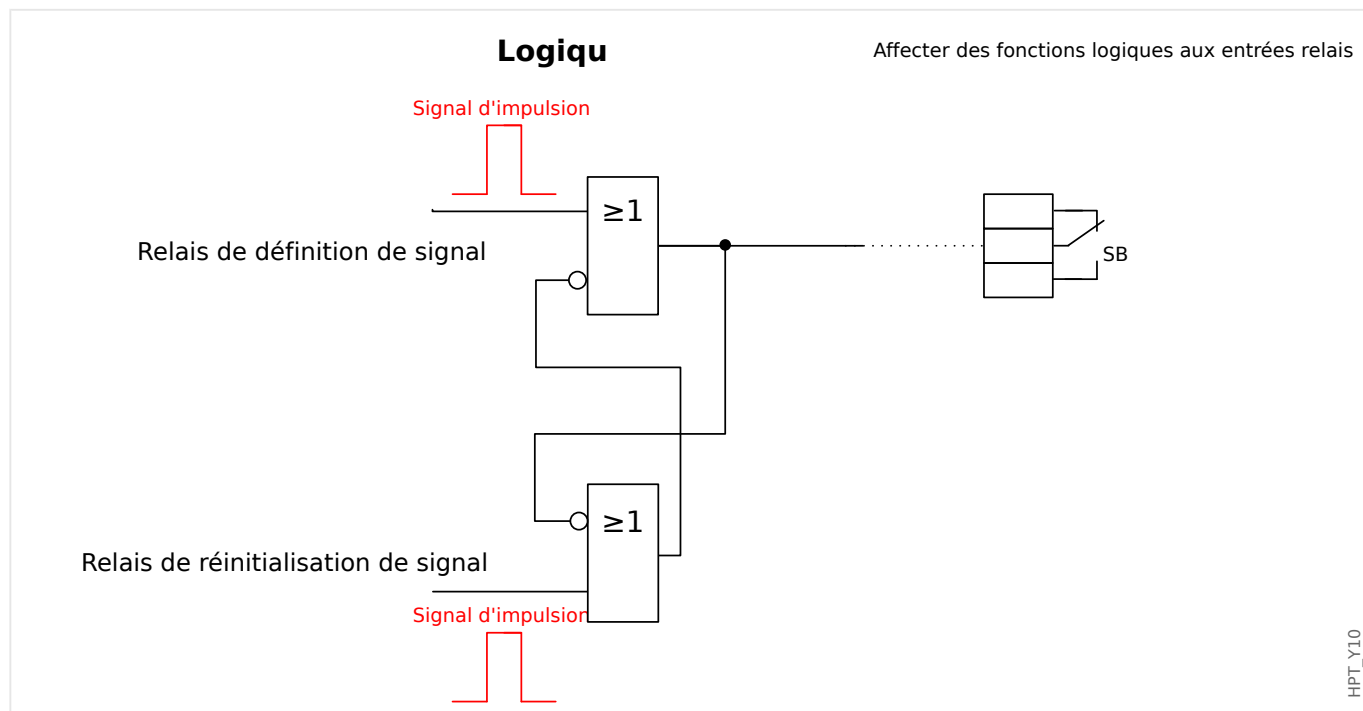 Logiqu
Affecter des fonctions logiques aux entrées relais
Signal d'impulsion
≥1
Relais de définition de signal
SB
≥1
Relais de réinitialisation de signal
Signal d'impulsion
HPT_Y10